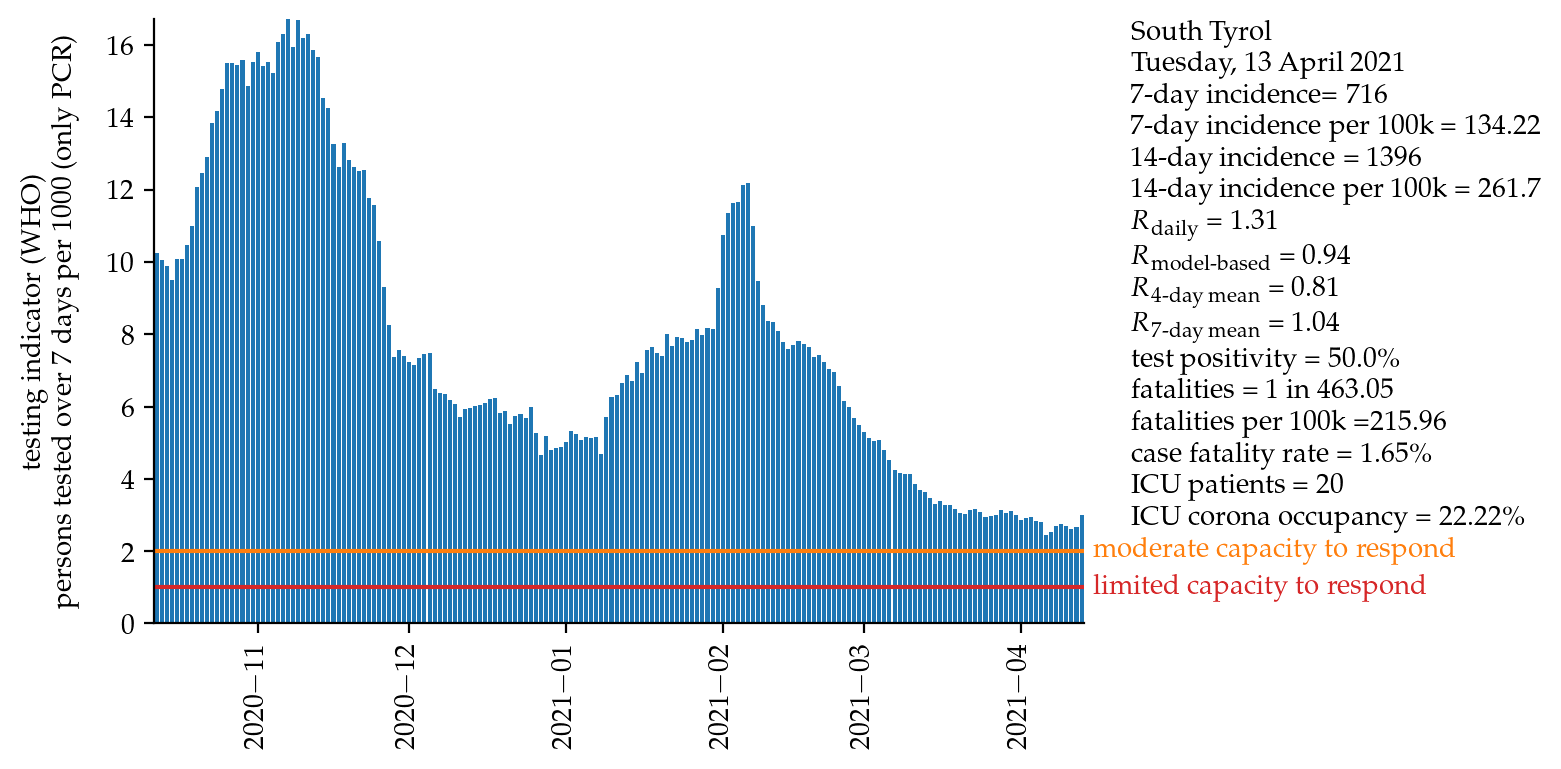 testing indicator (WHO)
persons tested over 7 days per 1000 (only PCR)
16
14
12
10
8
6
4
2
0
2020−11
2020−12
2021−01
2021−02
2021−03
2021−04
South Tyrol
Tuesday, 13 April 2021
7-day incidence= 716
7-day incidence per 100k = 134.22
14-day incidence = 1396
14-day incidence per 100k = 261.7
R daily = 1.31
R model-based = 0.94
R 4-day mean = 0.81
R 7-day mean = 1.04
test positivity = 50.0%
fatalities = 1 in 463.05
fatalities per 100k =215.96
case fatality rate = 1.65%
ICU patients = 20
ICU corona occupancy = 22.22%
moderate capacity to respond
limited capacity to respond